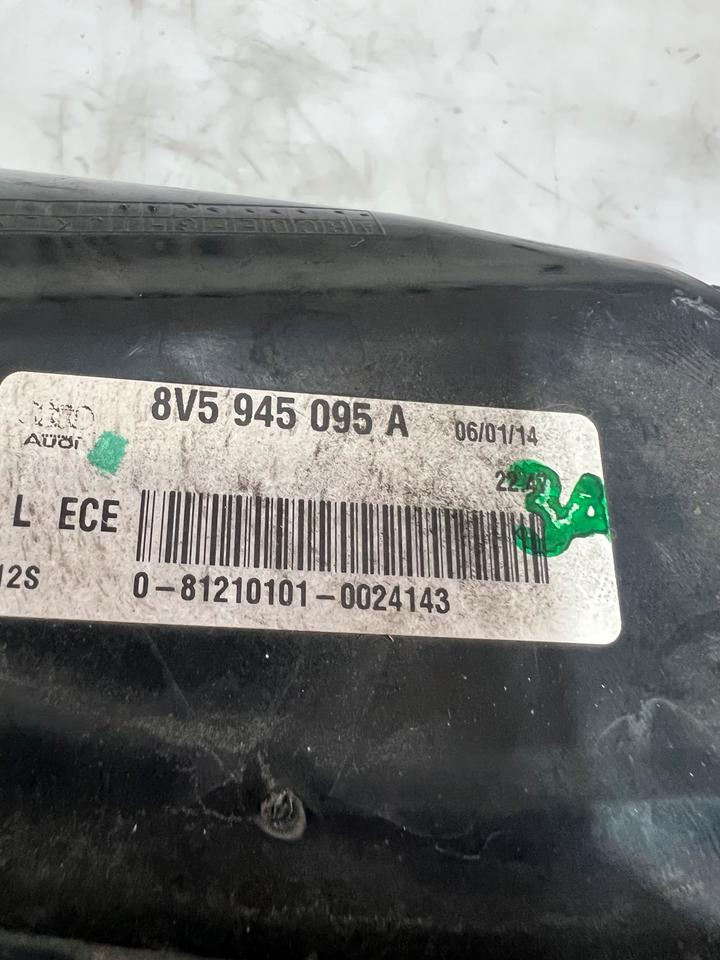 8V5 945 095 A 06/01/14
Audi
L ECE
12S
0-81210101-0024143